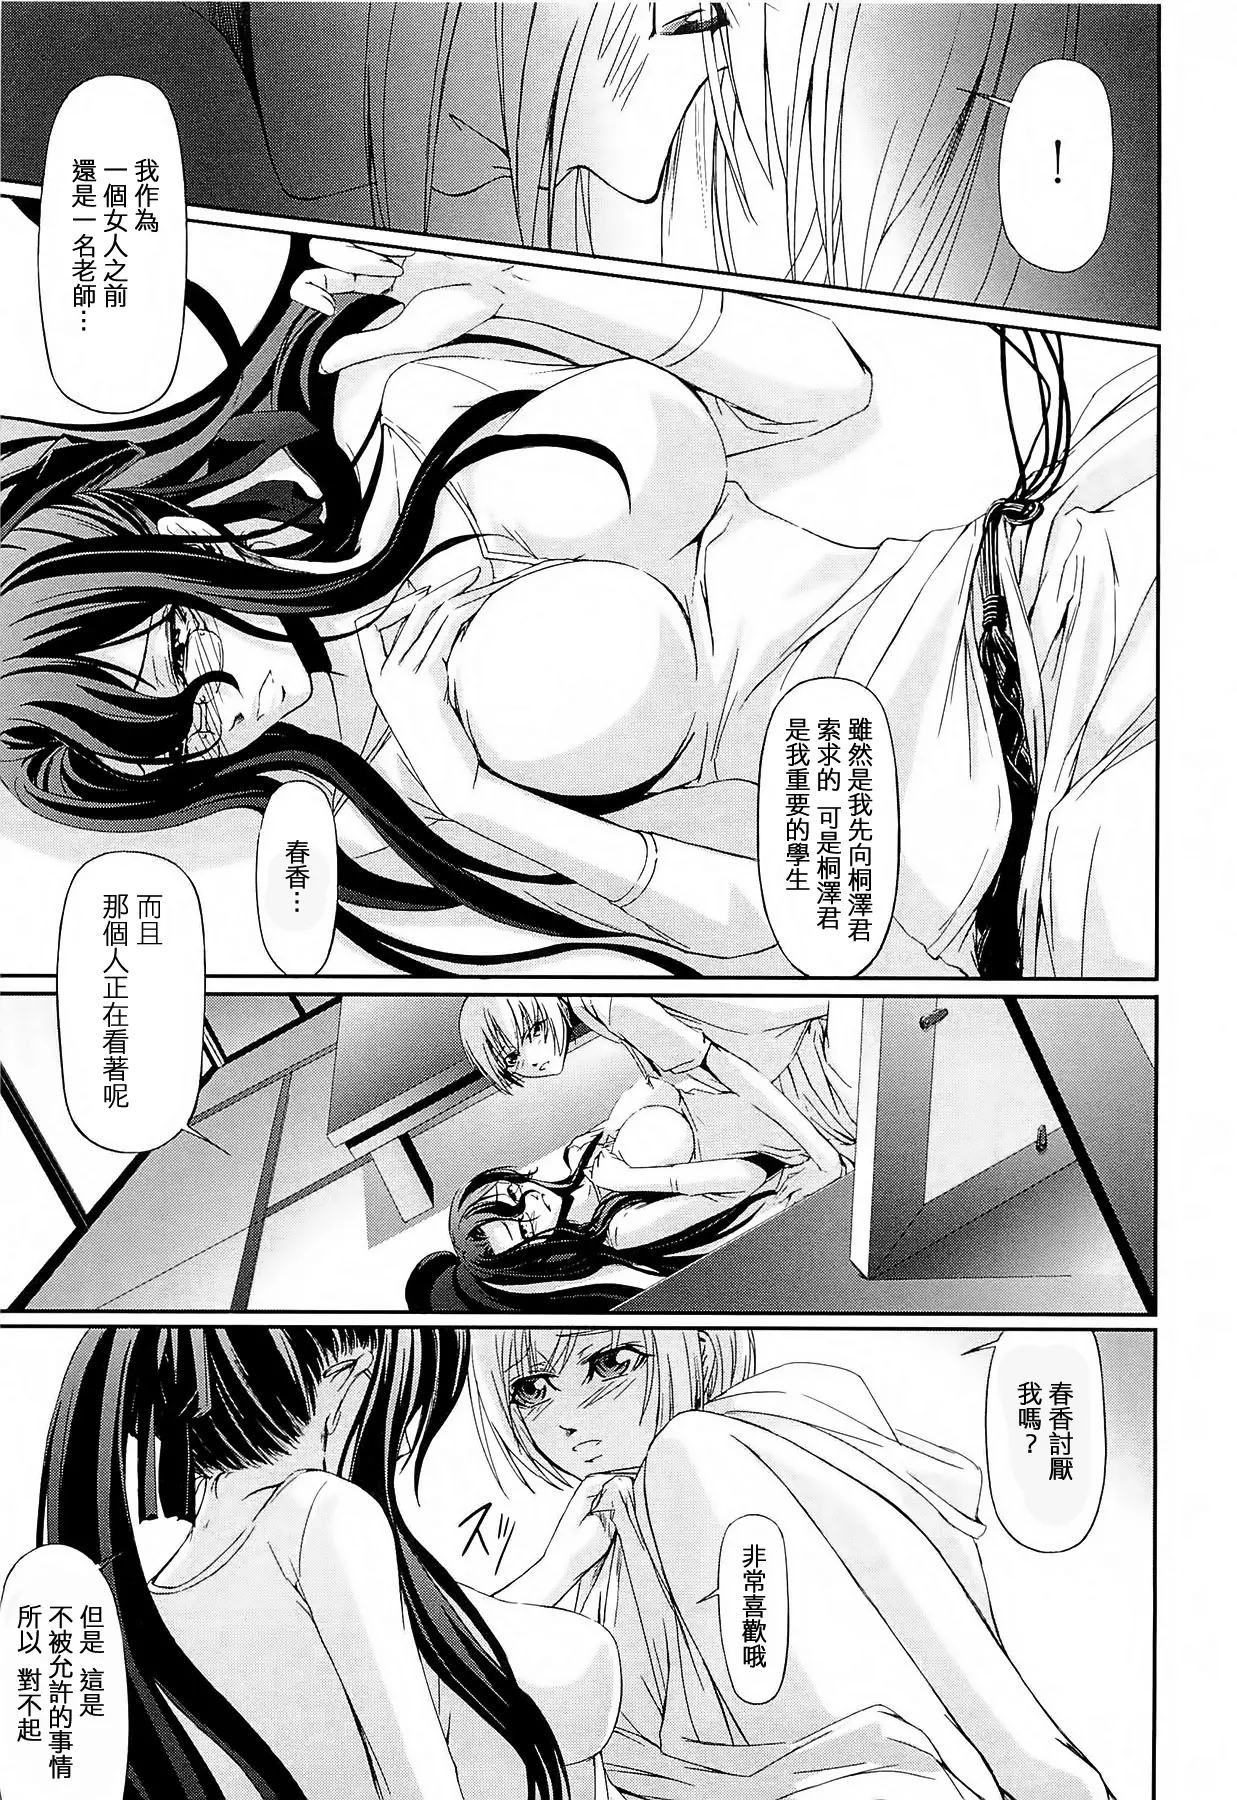 ！
我作為
一個女人之前
還是一名老師…
雖然是我先向桐澤君
索求的 可是桐澤君
是我重要的學生
春香…
而且
那個人正在看著呢
春香討厭
我嗎？
非常喜歡哦
但是 這是
不被允許的事情
所以 對不起